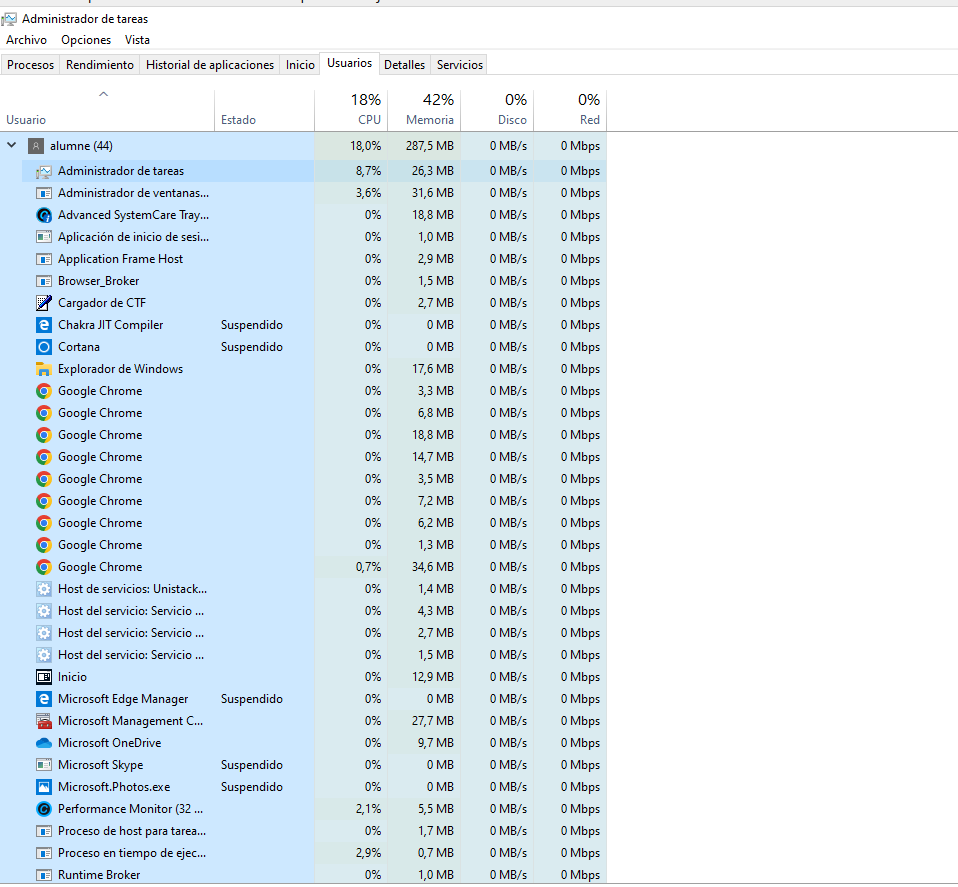 Administrador de tareas
Archivo Opciones Vista
Procesos Rendimiento Historial de aplicaciones Inicio Usuarios Detalles Servicios
18% 42% 0% 0%
Usuario Estado CPU Memoria Disco Red
alumne (44) 18,0% 287,5 MB 0 MB/s 0 Mbps
Administrador de tareas 8,7% 26,3 MB 0 MB/s 0 Mbps
Administrador de ventanas... 3,6% 31,6 MB 0 MB/s 0 Mbps
Advanced SystemCare Tray... 0% 18,8 MB 0 MB/s 0 Mbps
Aplicación de inicio de sesi... 0% 1,0 MB 0 MB/s 0 Mbps
Application Frame Host 0% 2,9 MB 0 MB/s 0 Mbps
Browser_Broker 0% 1,5 MB 0 MB/s 0 Mbps
Cargador de CTF 0% 2,7 MB 0 MB/s 0 Mbps
Chakra JIT Compiler Suspendido 0% 0 MB 0 MB/s 0 Mbps
Cortana Suspendido 0% 0 MB 0 MB/s 0 Mbps
Explorador de Windows 0% 17,6 MB 0 MB/s 0 Mbps
Google Chrome 0% 3,3 MB 0 MB/s 0 Mbps
Google Chrome 0% 6,8 MB 0 MB/s 0 Mbps
Google Chrome 0% 18,8 MB 0 MB/s 0 Mbps
Google Chrome 0% 14,7 MB 0 MB/s 0 Mbps
Google Chrome 0% 3,5 MB 0 MB/s 0 Mbps
Google Chrome 0% 7,2 MB 0 MB/s 0 Mbps
Google Chrome 0% 6,2 MB 0 MB/s 0 Mbps
Google Chrome 0% 1,3 MB 0 MB/s 0 Mbps
Google Chrome 0,7% 34,6 MB 0 MB/s 0 Mbps
Host de servicios: Unistack... 0% 1,4 MB 0 MB/s 0 Mbps
Host del servicio: Servicio ... 0% 4,3 MB 0 MB/s 0 Mbps
Host del servicio: Servicio ... 0% 2,7 MB 0 MB/s 0 Mbps
Host del servicio: Servicio ... 0% 1,5 MB 0 MB/s 0 Mbps
Inicio 0% 12,9 MB 0 MB/s 0 Mbps
Microsoft Edge Manager Suspendido 0% 0 MB 0 MB/s 0 Mbps
Microsoft Management C... 0% 27,7 MB 0 MB/s 0 Mbps
Microsoft OneDrive 0% 9,7 MB 0 MB/s 0 Mbps
Microsoft Skype Suspendido 0% 0 MB 0 MB/s 0 Mbps
Microsoft.Photos.exe Suspendido 0% 0 MB 0 MB/s 0 Mbps
Performance Monitor (32 ... 2,1% 5,5 MB 0 MB/s 0 Mbps
Proceso de host para tarea... 0% 1,7 MB 0 MB/s 0 Mbps
Proceso en tiempo de ejec... 2,9% 0,7 MB 0 MB/s 0 Mbps
Runtime Broker 0% 1,0 MB 0 MB/s 0 Mbps